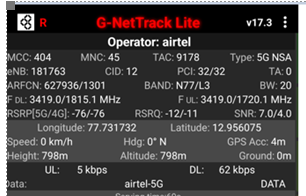 R G-NetTrack Lite v17.3
Operator: airtel
MCC: 404 MNC: 45 TAC: 9178 Type: 5G NSA
eNB: 181763 CID: 12 PCI: 32/32 TA: 0
ARFCN: 627936/1301 BAND: N77/L3 BW: 20
F DL: 3419.0/1815.1 MHz F UL: 3419.0/1720.1 MHz
RSRP[5G/4G]: -76/-76 RSRQ: -12/-11 SNR: 7.0/4.0
Longitude: 77.731732 Latitude: 12.956075
Speed: 0 km/h Hdg: 0° N GPS Acc: 4m
Height: 798m Altitude: 798m Ground: 0m
UL: 5 kbps DL: 62 kbps
Data: airtel-5G DATA